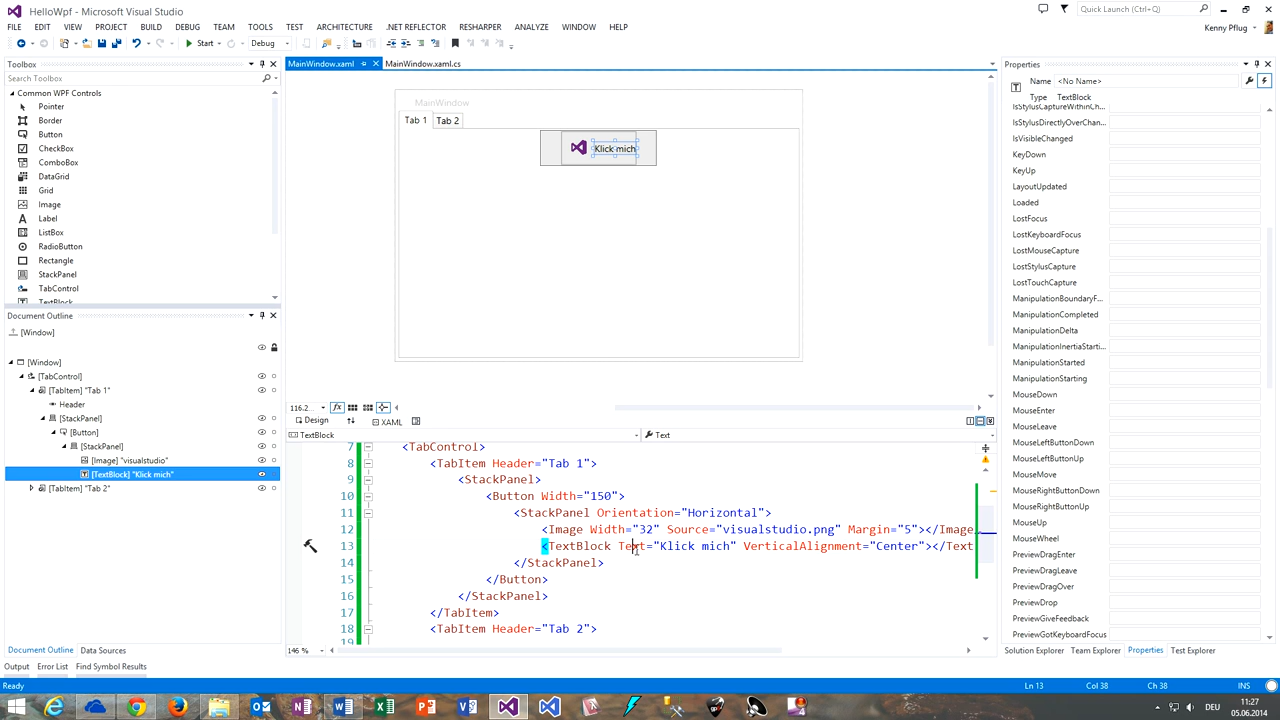 HelloWpf - Microsoft Visual Studio
Quick Launch (Ctrl+Q)
FILE EDIT VIEW PROJECT BUILD DEBUG TEAM TOOLS TEST ARCHITECTURE .NET REFLECTOR RESHARPER ANALYZE WINDOW HELP
Kenny Pflug
Start Debug
Toolbox
Search Toolbox
Common WPF Controls
Pointer
Border
Button
CheckBox
ComboBox
DataGrid
Grid
Image
Label
ListBox
RadioButton
Rectangle
StackPanel
TabControl
TextBlock
Document Outline
[Window]
[Window]
[TabControl]
[TabItem] "Tab 1"
Header
[StackPanel]
[Button]
[StackPanel]
[Image] "visualstudio"
[TextBlock] "Klick mich"
[TabItem] "Tab 2"
Document Outline Data Sources
MainWindow.xaml MainWindow.xaml.cs
MainWindow
Tab 1 Tab 2
Klick mich
116.2...
Design XAML
TextBlock Text
7 <TabControl>
8 <TabItem Header="Tab 1">
9 <StackPanel>
10 <Button Width="150">
11 <StackPanel Orientation="Horizontal">
12 <Image Width="32" Source="visualstudio.png" Margin="5"></Image
13 <TextBlock Text="Klick mich" VerticalAlignment="Center"></Text
14 </StackPanel>
15 </Button>
16 </StackPanel>
17 </TabItem>
18 <TabItem Header="Tab 2">
19
146 %
Properties
Name <No Name>
Type TextBlock
IsStylusCaptureWithinCh...
IsStylusDirectlyOverChan...
IsVisibleChanged
KeyDown
KeyUp
LayoutUpdated
Loaded
LostFocus
LostKeyboardFocus
LostMouseCapture
LostStylusCapture
LostTouchCapture
ManipulationBoundaryF...
ManipulationCompleted
ManipulationDelta
ManipulationInertiaStarti...
ManipulationStarted
ManipulationStarting
MouseDown
MouseEnter
MouseLeave
MouseLeftButtonDown
MouseLeftButtonUp
MouseMove
MouseRightButtonDown
MouseRightButtonUp
MouseUp
MouseWheel
PreviewDragEnter
PreviewDragLeave
PreviewDragOver
PreviewDrop
PreviewGiveFeedback
PreviewGotKeyboardFocus
Solution Explorer Team Explorer Properties Test Explorer
Output Error List Find Symbol Results
Ready Ln 13 Col 38 Ch 38 INS
DEU 11:27
05.06.2014